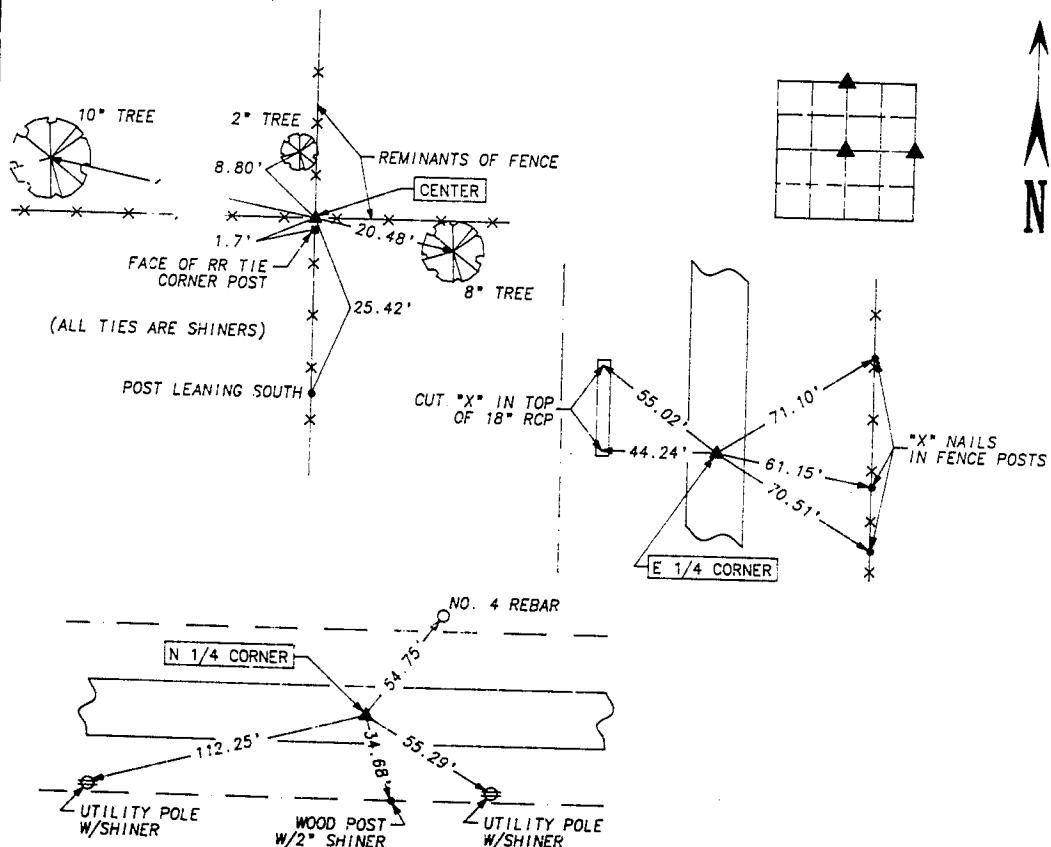 10" TREE
2" TREE
8.80'
REMINANTS OF FENCE
CENTER
20.48'
1.7'
FACE OF RR TIE
CORNER POST
8" TREE
25.42'
(ALL TIES ARE SHINERS)
POST LEANING SOUTH
N
CUT "X" IN TOP
OF 18" RCP
55.02'
44.24'
71.10'
61.15'
70.51'
"X" NAILS
IN FENCE POSTS
E 1/4 CORNER
NO. 4 REBAR
N 1/4 CORNER
54.75'
112.25'
34.68'
55.29'
UTILITY POLE
W/SHINER
WOOD POST
W/2" SHINER
UTILITY POLE
W/SHINER